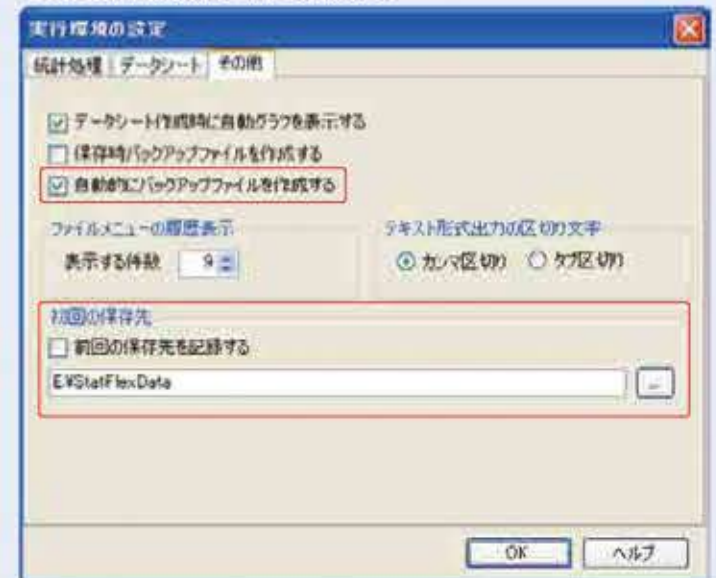 実行環境の設定
統計処理 データシート その他
データシート作成時に自動グラフを表示する
保存時バックアップファイルを作成する
自動的にバックアップファイルを作成する
ファイルメニューの履歴表示
表示する件数 9
テキスト形式出力の区切り文字
カンマ区切り タブ区切り
初回の保存先
前回の保存先を記録する
E:¥StatFlexData
...
OK ヘルプ